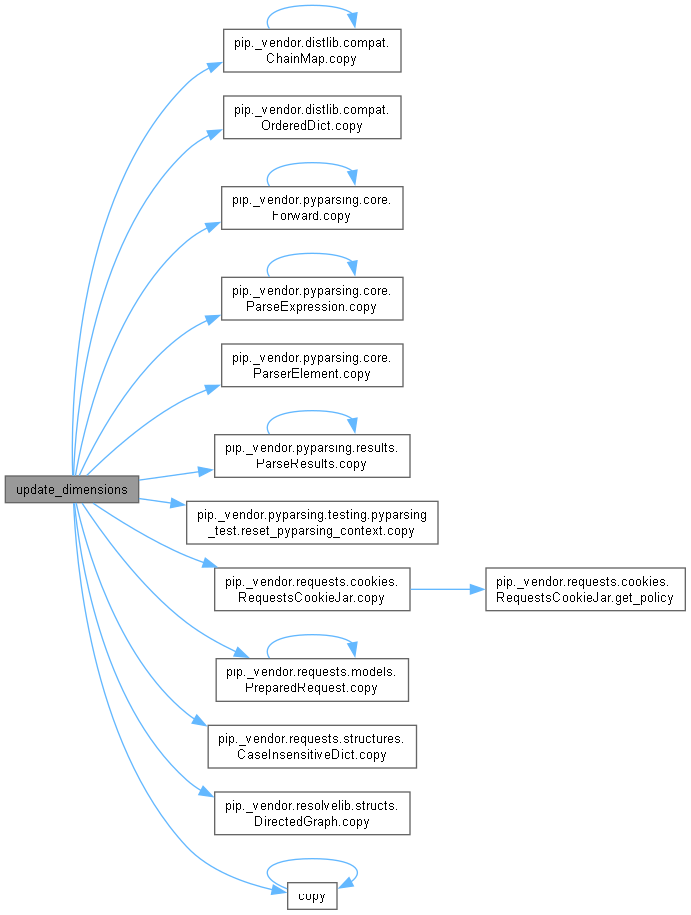 pip._vendor.distlib.compat.
ChainMap.copy
pip._vendor.distlib.compat.
OrderedDict.copy
pip._vendor.pyparsing.core.
Forward.copy
pip._vendor.pyparsing.core.
ParseExpression.copy
pip._vendor.pyparsing.core.
ParserElement.copy
pip._vendor.pyparsing.results.
ParseResults.copy
update_dimensions
pip._vendor.pyparsing.testing.pyparsing
_test.reset_pyparsing_context.copy
pip._vendor.requests.cookies.
RequestsCookieJar.copy
pip._vendor.requests.cookies.
RequestsCookieJar.get_policy
pip._vendor.requests.models.
PreparedRequest.copy
pip._vendor.requests.structures.
CaseInsensitiveDict.copy
pip._vendor.resolvelib.structs.
DirectedGraph.copy
copy